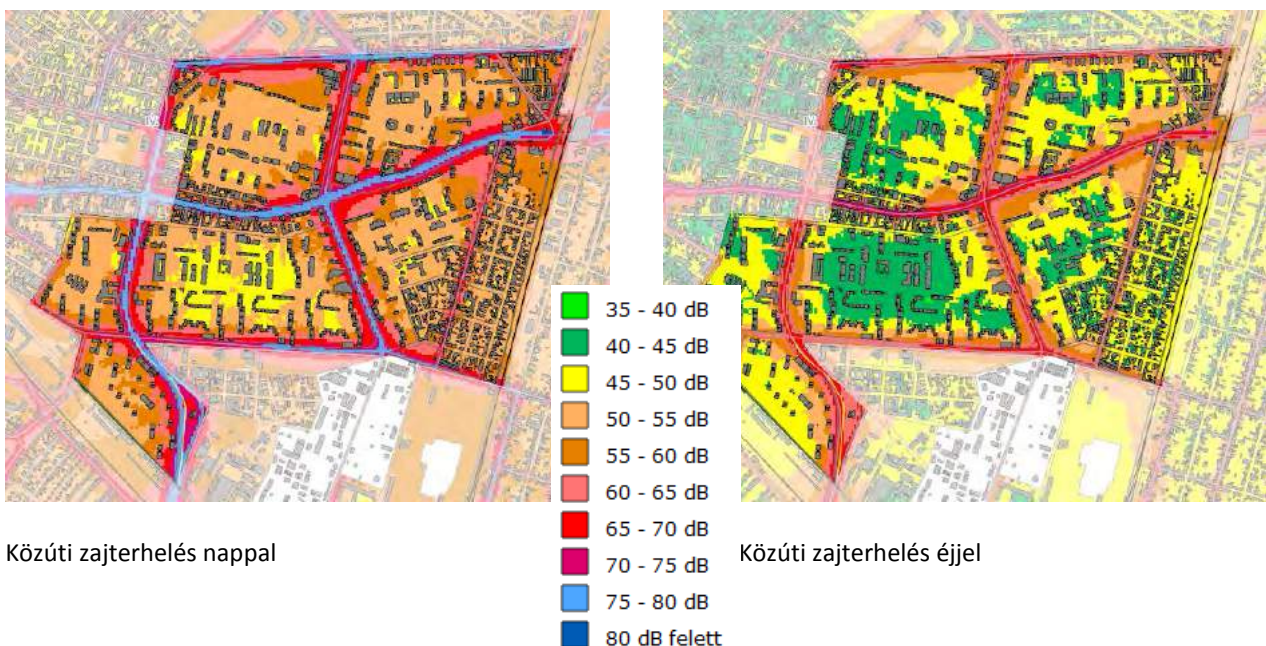 35 - 40 dB
40 - 45 dB
45 - 50 dB
50 - 55 dB
55 - 60 dB
60 - 65 dB
65 - 70 dB
70 - 75 dB
75 - 80 dB
80 dB felett
Közúti zajterhelés nappal
Közúti zajterhelés éjjel